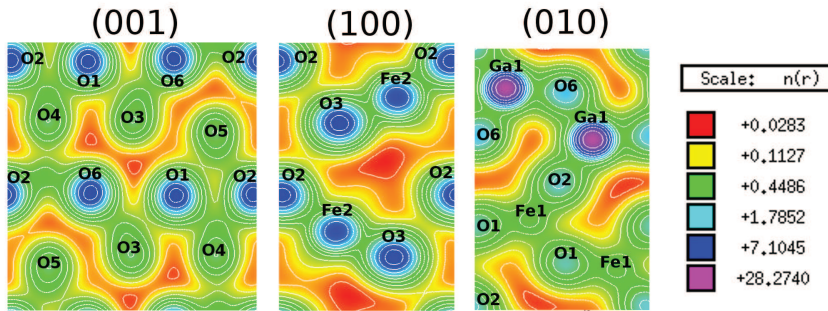 (001) (100) (010)
O2 O2 O2
O1 O6 Fe2 Ga1 O6
O4 O3 O5 O3 Ga1
O6
O2 O6 O1 O2 O2 O2
Fe2 Fe1
O1
O5 O3 O4 O3 O1 Fe1
O2
Scale: n(r)
+0.0283
+0.1127
+0.4486
+1.7852
+7.1045
+28.2740